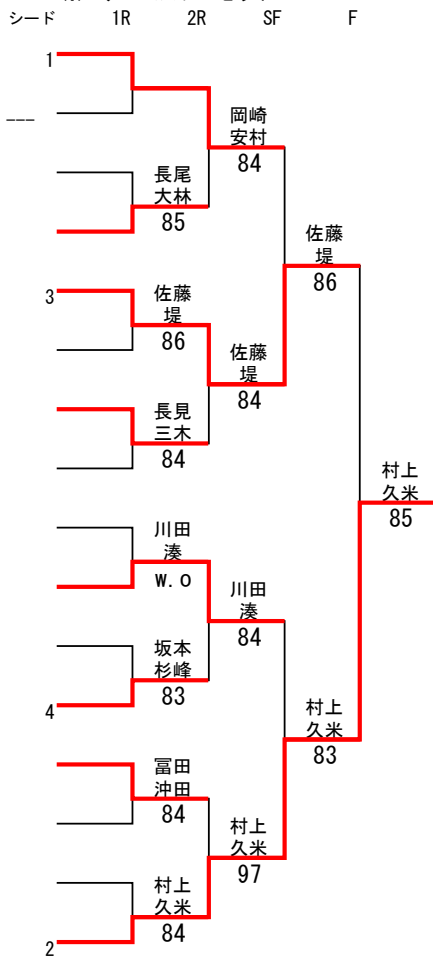 シード 1R 2R SF F
1
---
岡崎
安村
84
長尾
大林
85
佐藤
堤
86
3
佐藤
堤
86
佐藤
堤
84
長見
三木
84
村上
久米
85
川田
湊
W.O
川田
湊
84
坂本
杉峰
83
4
村上
久米
83
冨田
沖田
84
村上
久米
97
村上
久米
84
2